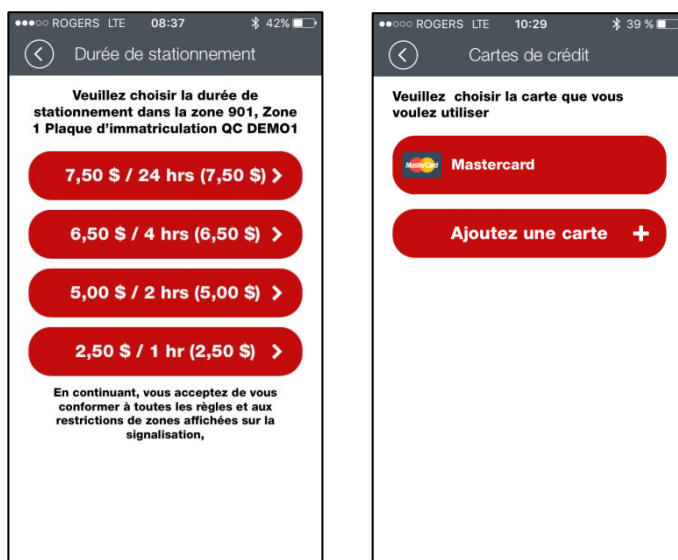 ROGERS LTE 08:37 42%
Durée de stationnement
Veuillez choisir la durée de
stationnement dans la zone 901, Zone
1 Plaque d'immatriculation QC DEMO1
7,50 $ / 24 hrs (7,50 $)
6,50 $ / 4 hrs (6,50 $)
5,00 $ / 2 hrs (5,00 $)
2,50 $ / 1 hr (2,50 $)
En continuant, vous acceptez de vous
conformer à toutes les règles et aux
restrictions de zones affichées sur la
signalisation,
ROGERS LTE 10:29 39 %
Cartes de crédit
Veuillez choisir la carte que vous
voulez utiliser
MasterCard Mastercard
Ajoutez une carte +